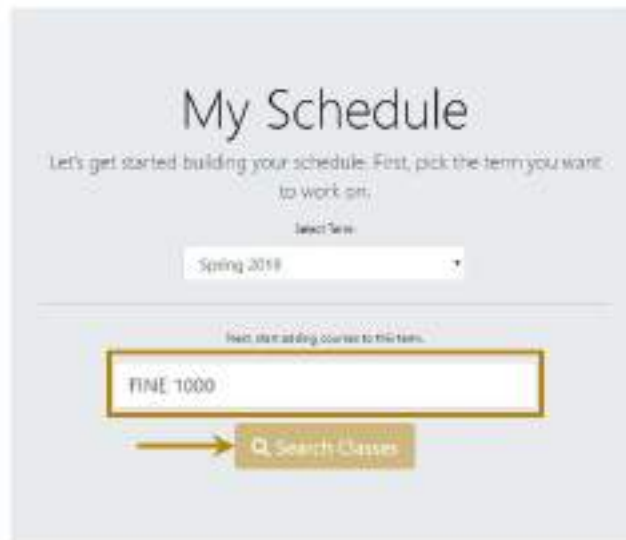 My Schedule
Let's get started building your schedule. First, pick the term you want
to work on.
Select Term
Spring 2019
Next, start adding courses to this term.
FINE 1000
Search Classes